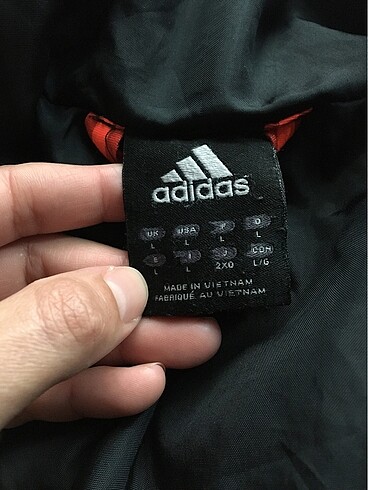 adidas
UK USA F D
L L L L
E I J CDN
L L 2XO L/G
MADE IN VIETNAM
FABRIQUÉ AU VIETNAM